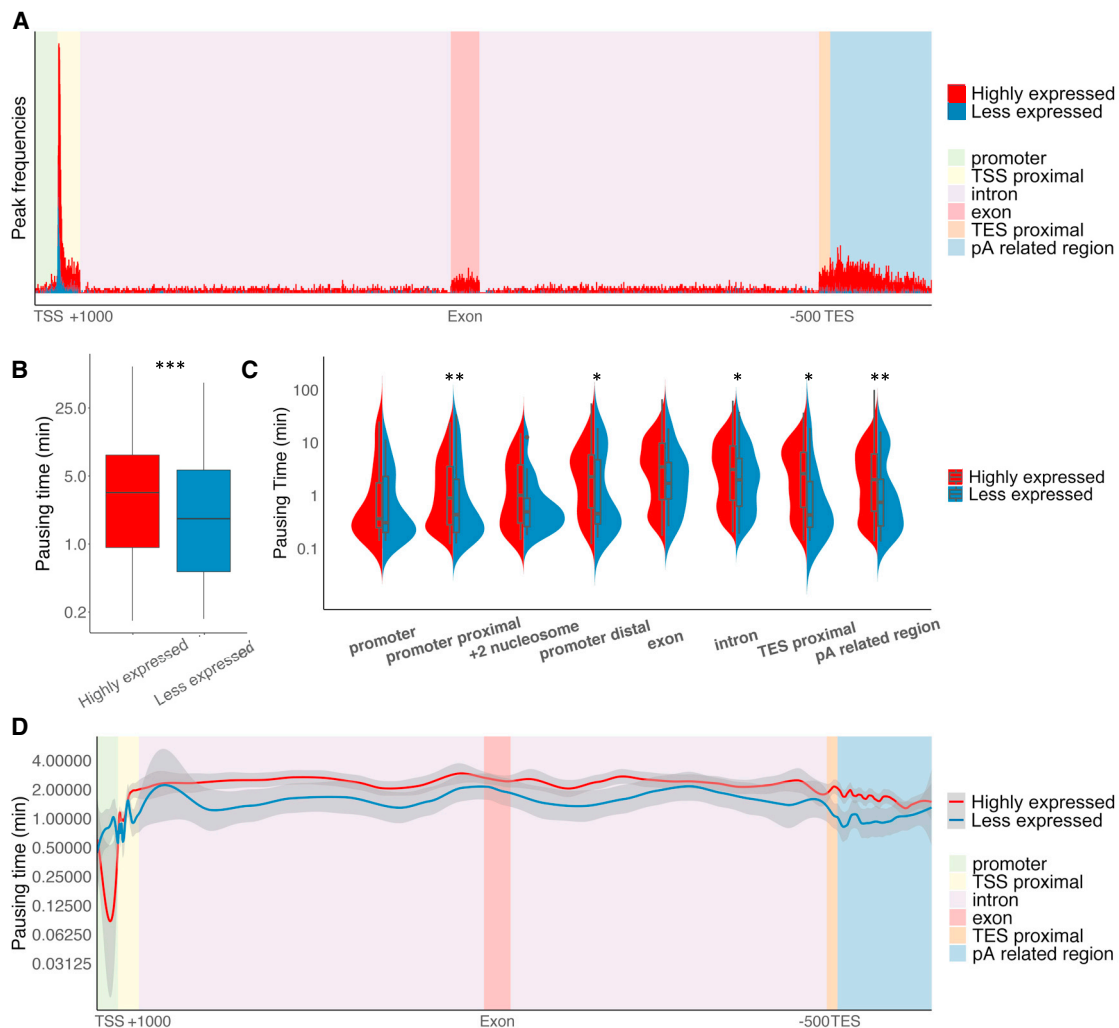 A
Peak frequencies
TSS +1000 Exon -500 TES
Highly expressed
Less expressed
promoter
TSS proximal
intron
exon
TES proximal
pA related region
B
***
Pausing time (min)
25.0
5.0
1.0
0.2
Highly expressed
Less expressed
C
** * * * **
Pausing Time (min)
100
10
1
0.1
promoter
promoter proximal
+2 nucleosome
promoter distal
exon
intron
TES proximal
pA related region
Highly expressed
Less expressed
D
Pausing time (min)
4.00000
2.00000
1.00000
0.50000
0.25000
0.12500
0.06250
0.03125
TSS +1000 Exon -500 TES
Highly expressed
Less expressed
promoter
TSS proximal
intron
exon
TES proximal
pA related region